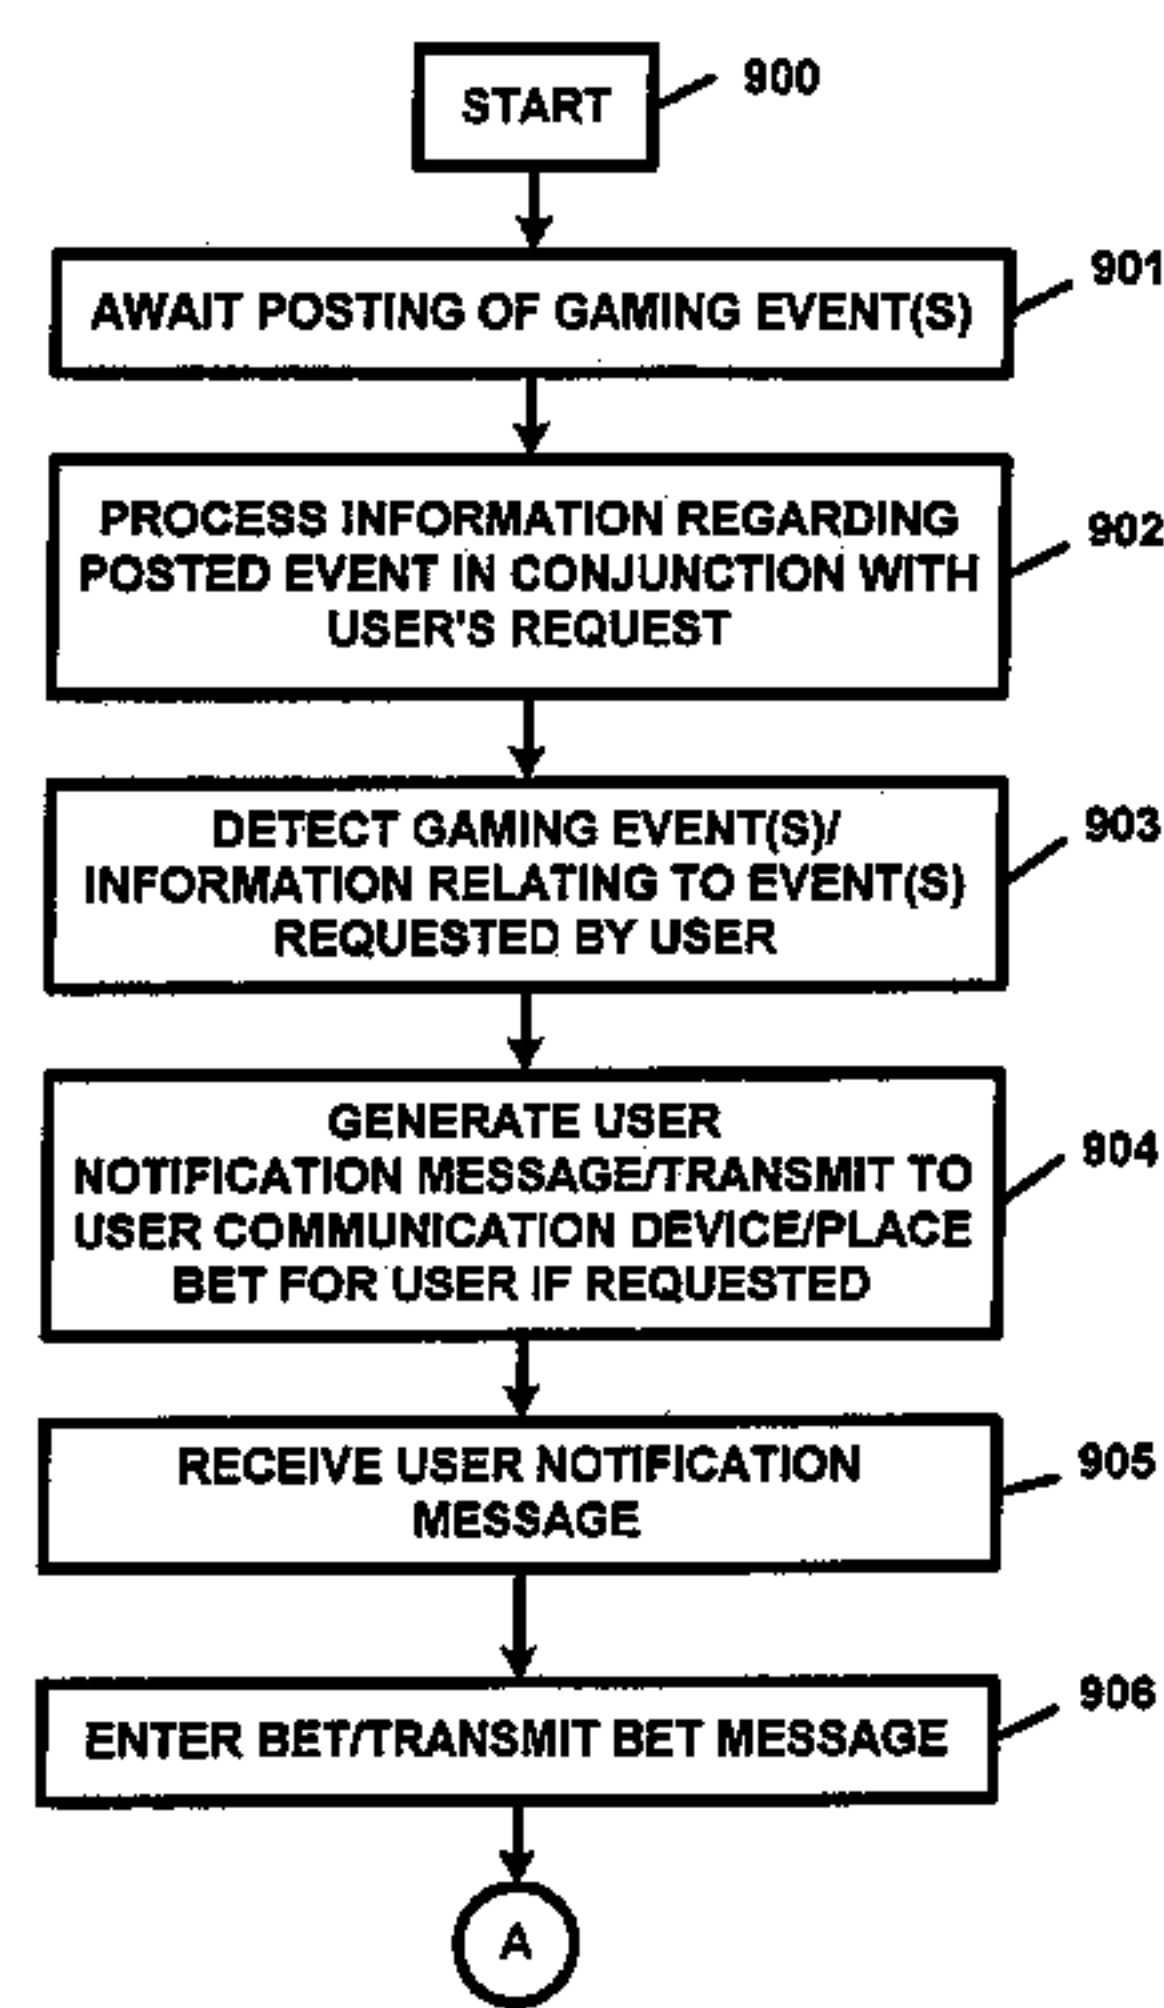 START
900
AWAIT POSTING OF GAMING EVENT(S)
901
PROCESS INFORMATION REGARDING
POSTED EVENT IN CONJUNCTION WITH
USER'S REQUEST
902
DETECT GAMING EVENT(S)/
INFORMATION RELATING TO EVENT(S)
REQUESTED BY USER
903
GENERATE USER
NOTIFICATION MESSAGE/TRANSMIT TO
USER COMMUNICATION DEVICE/PLACE
BET FOR USER IF REQUESTED
904
RECEIVE USER NOTIFICATION
MESSAGE
905
ENTER BET/TRANSMIT BET MESSAGE
906
A